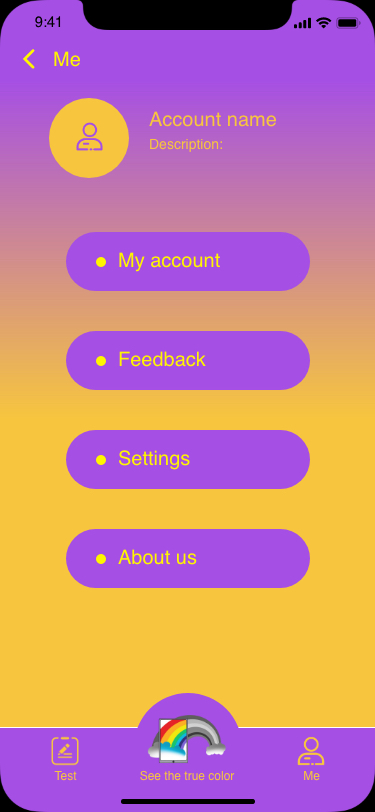 9:41
Me
Account name
Description:
My account
Feedback
Settings
About us
Test
See the true color
Me